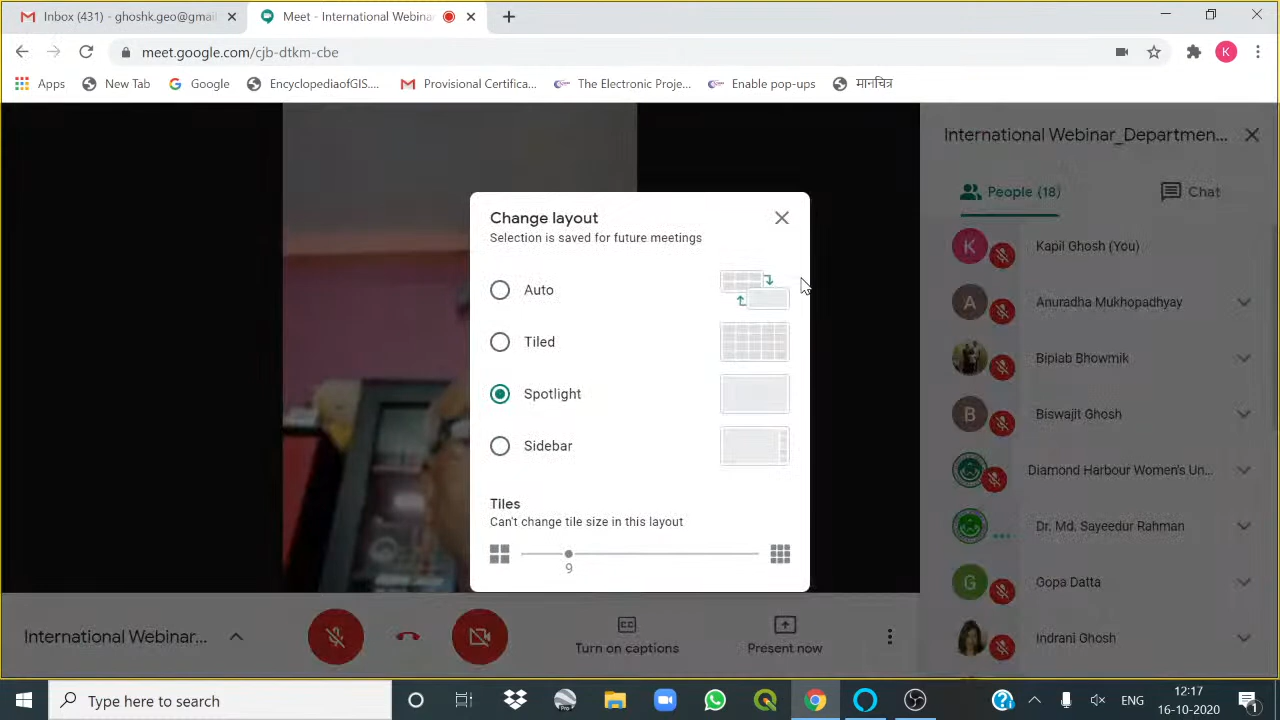 Inbox (431) - ghoshk.geo@gmail
Meet - International Webinar
meet.google.com/cjb-dtkm-cbe
K
Apps
New Tab
Google
EncyclopediaofGIS....
Provisional Certifica...
The Electronic Proje...
Enable pop-ups
मानचित्र
International Webinar_Departmen...
People (18)
Chat
Change layout
Selection is saved for future meetings
Auto
Tiled
Spotlight
Sidebar
Tiles
Can't change tile size in this layout
9
K
Kapil Ghosh (You)
A
Anuradha Mukhopadhyay
Biplab Bhowmik
B
Biswajit Ghosh
Diamond Harbour Women's Un...
Dr. Md. Sayeedur Rahman
G
Gopa Datta
Indrani Ghosh
International Webinar...
CC
Turn on captions
Present now
Type here to search
Pro
ENG
12:17
16-10-2020
1